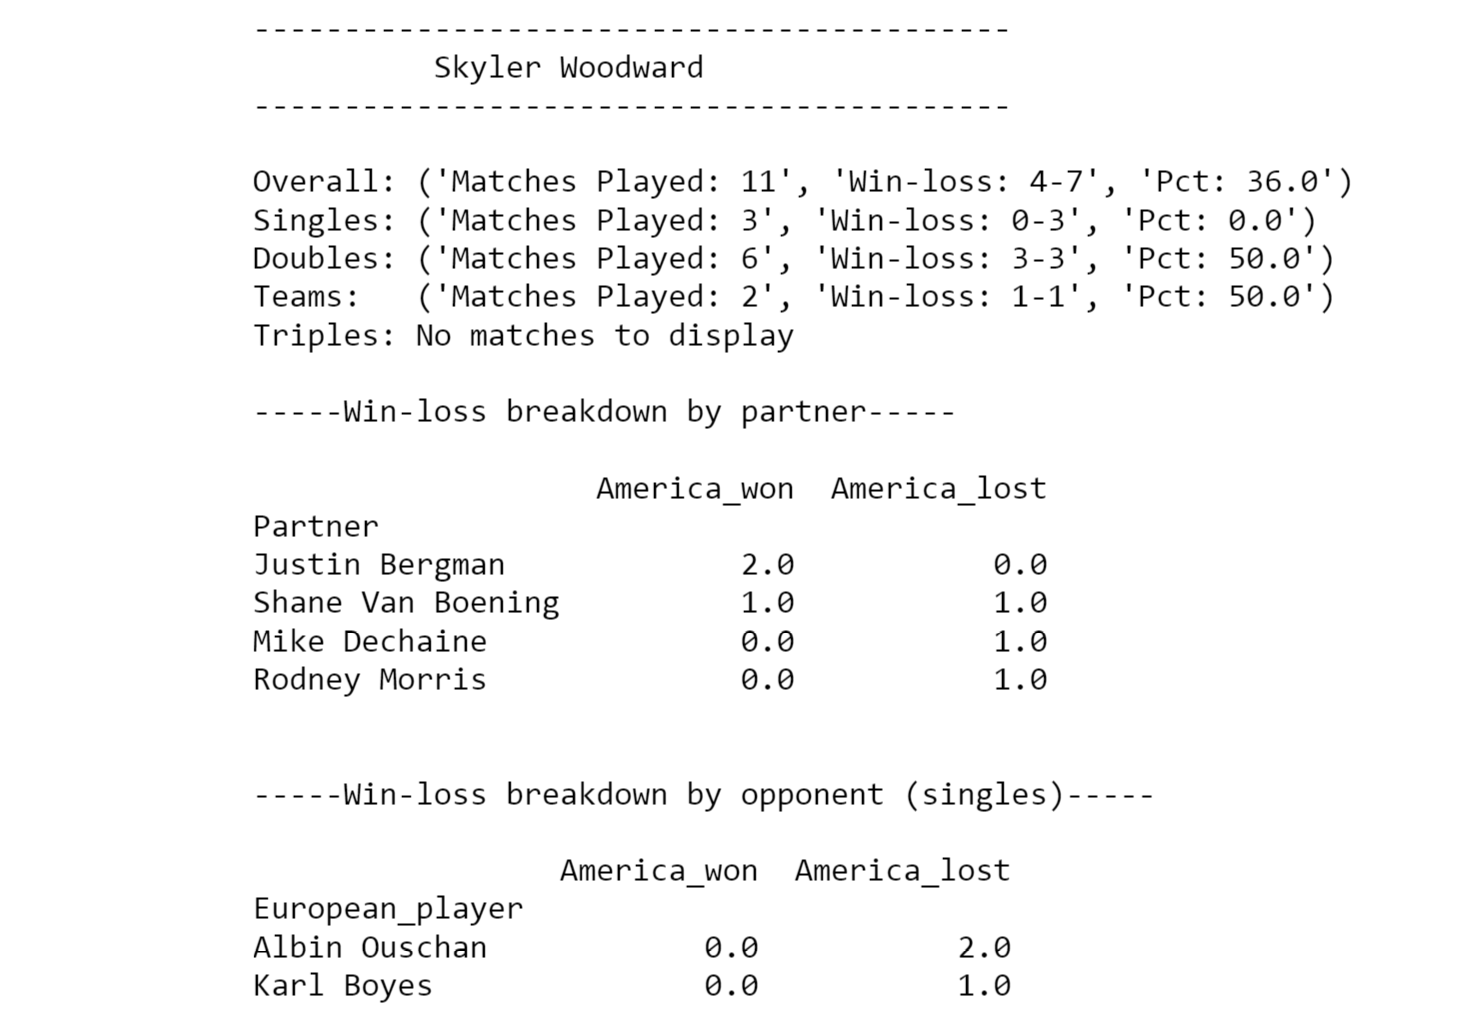 ------------------------------------------
Skyler Woodward
------------------------------------------
Overall: ('Matches Played: 11', 'Win-loss: 4-7', 'Pct: 36.0')
Singles: ('Matches Played: 3', 'Win-loss: 0-3', 'Pct: 0.0')
Doubles: ('Matches Played: 6', 'Win-loss: 3-3', 'Pct: 50.0')
Teams:   ('Matches Played: 2', 'Win-loss: 1-1', 'Pct: 50.0')
Triples: No matches to display
-----Win-loss breakdown by partner-----
America_won  America_lost
Partner
Justin Bergman             2.0           0.0
Shane Van Boening          1.0           1.0
Mike Dechaine              0.0           1.0
Rodney Morris              0.0           1.0
-----Win-loss breakdown by opponent (singles)-----
America_won  America_lost
European_player
Albin Ouschan            0.0           2.0
Karl Boyes               0.0           1.0